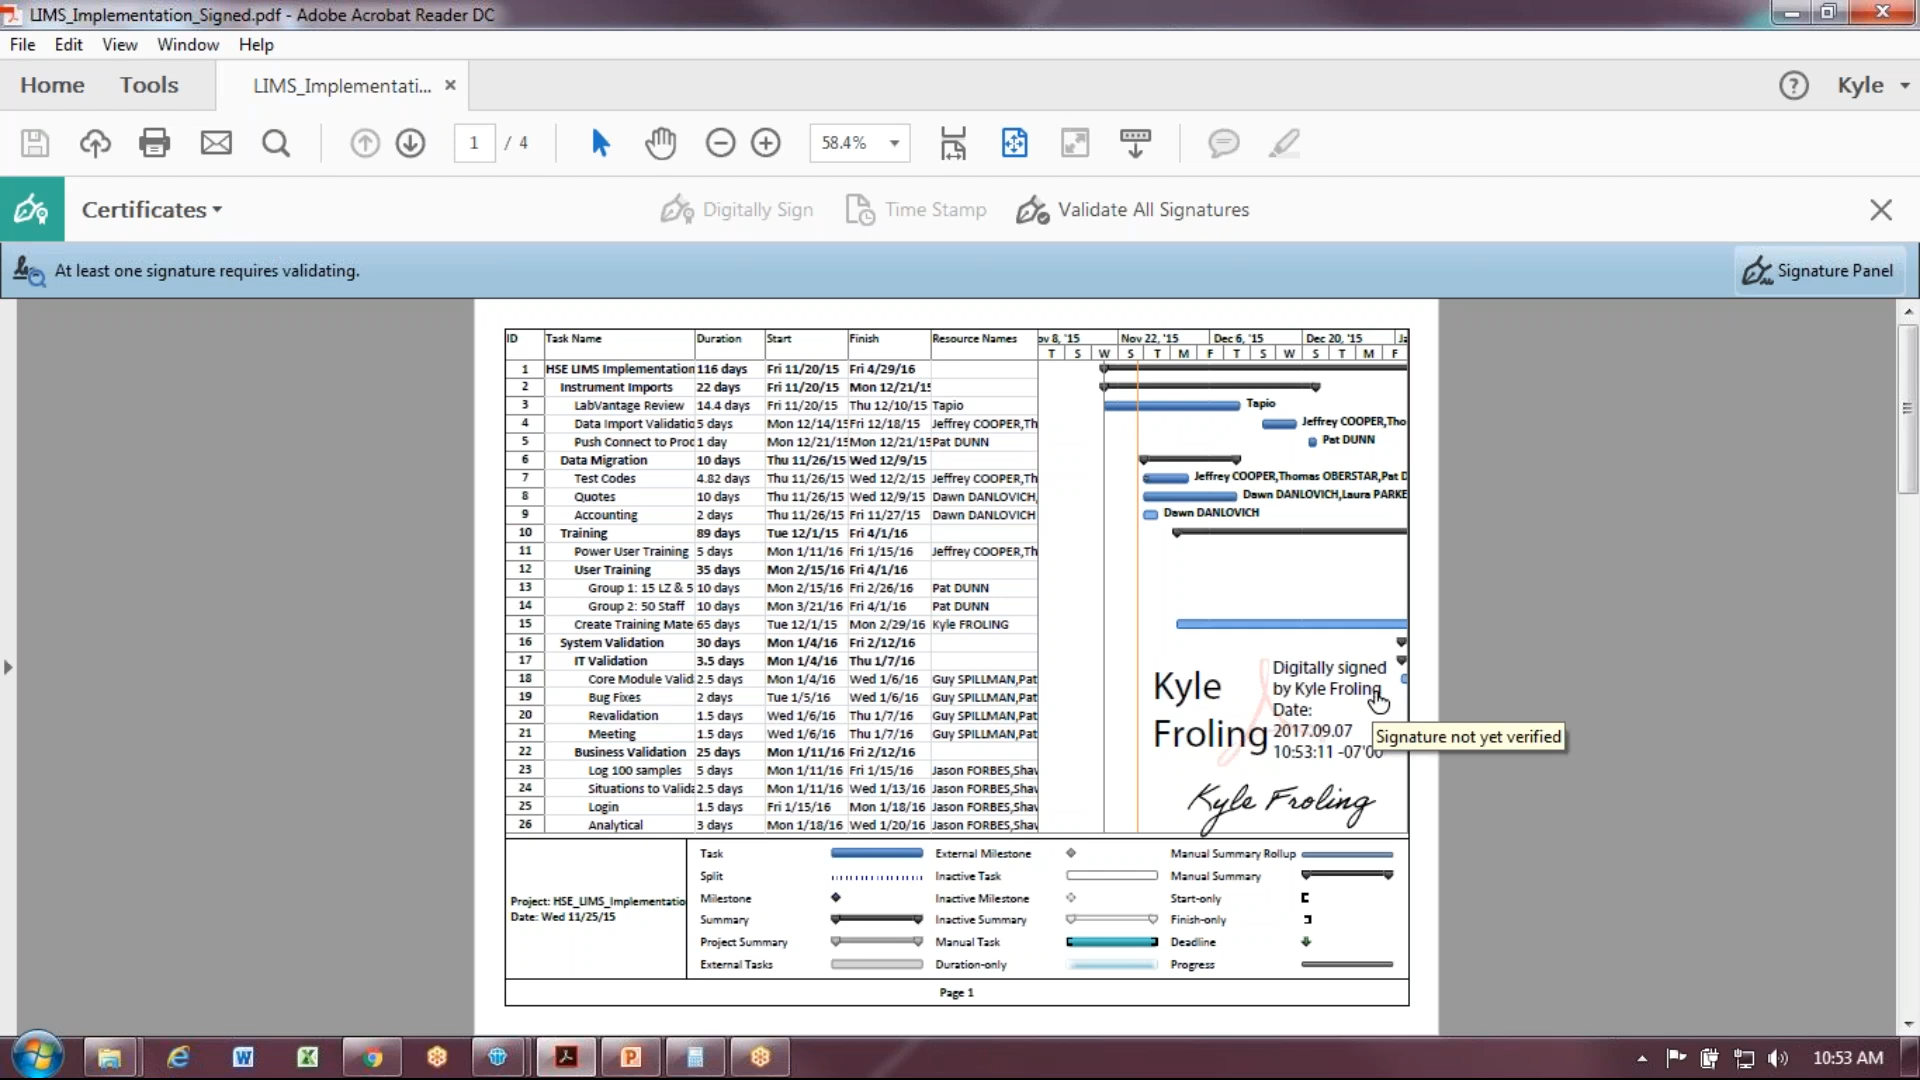 LIMS_Implementation_Signed.pdf - Adobe Acrobat Reader DC
File Edit View Window Help
Home Tools LIMS_Implementati... × ? Kyle
1 / 4 58.4%
Certificates Digitally Sign Time Stamp Validate All Signatures
At least one signature requires validating. Signature Panel
ID Task Name Duration Start Finish Resource Names ov 8, '15 Nov 22, '15 Dec 6, '15 Dec 20, '15 Ja
T S W S T M F T S W S T M F
1 HSE LIMS Implementation 116 days Fri 11/20/15 Fri 4/29/16
2 Instrument Imports 22 days Fri 11/20/15 Mon 12/21/15
3 LabVantage Review 14.4 days Fri 11/20/15 Thu 12/10/15 Tapio Tapio
4 Data Import Validatio 5 days Mon 12/14/15 Fri 12/18/15 Jeffrey COOPER,Th Jeffrey COOPER,Tho
5 Push Connect to Proc 1 day Mon 12/21/15 Mon 12/21/15 Pat DUNN Pat DUNN
6 Data Migration 10 days Thu 11/26/15 Wed 12/9/15
7 Test Codes 4.82 days Thu 11/26/15 Wed 12/2/15 Jeffrey COOPER,Th Jeffrey COOPER,Thomas OBERSTAR,Pat D
8 Quotes 10 days Thu 11/26/15 Wed 12/9/15 Dawn DANLOVICH, Dawn DANLOVICH,Laura PARKE
9 Accounting 2 days Thu 11/26/15 Fri 11/27/15 Dawn DANLOVICH Dawn DANLOVICH
10 Training 89 days Tue 12/1/15 Fri 4/1/16
11 Power User Training 5 days Mon 1/11/16 Fri 1/15/16 Jeffrey COOPER,Th
12 User Training 35 days Mon 2/15/16 Fri 4/1/16
13 Group 1: 15 LZ & 5 10 days Mon 2/15/16 Fri 2/26/16 Pat DUNN
14 Group 2: 50 Staff 10 days Mon 3/21/16 Fri 4/1/16 Pat DUNN
15 Create Training Mate 65 days Tue 12/1/15 Mon 2/29/16 Kyle FROLING
16 System Validation 30 days Mon 1/4/16 Fri 2/12/16
17 IT Validation 3.5 days Mon 1/4/16 Thu 1/7/16
18 Core Module Valid 2.5 days Mon 1/4/16 Wed 1/6/16 Guy SPILLMAN,Pat
19 Bug Fixes 2 days Tue 1/5/16 Wed 1/6/16 Guy SPILLMAN,Pat
20 Revalidation 1.5 days Wed 1/6/16 Thu 1/7/16 Guy SPILLMAN,Pat
21 Meeting 1.5 days Wed 1/6/16 Thu 1/7/16 Guy SPILLMAN,Pat
22 Business Validation 25 days Mon 1/11/16 Fri 2/12/16
23 Log 100 samples 5 days Mon 1/11/16 Fri 1/15/16 Jason FORBES,Shav
24 Situations to Valida 2.5 days Mon 1/11/16 Wed 1/13/16 Jason FORBES,Shav
25 Login 1.5 days Fri 1/15/16 Mon 1/18/16 Jason FORBES,Shav
26 Analytical 3 days Mon 1/18/16 Wed 1/20/16 Jason FORBES,Shav
Kyle
Froling
Digitally signed
by Kyle Froling
Date:
2017.09.07
10:53:11 -07'00
Signature not yet verified
Kyle Froling
Task External Milestone Manual Summary Rollup
Split Inactive Task Manual Summary
Milestone Inactive Milestone Start-only
Summary Inactive Summary Finish-only
Project Summary Manual Task Deadline
External Tasks Duration-only Progress
Project: HSE_LIMS_Implementatio
Date: Wed 11/25/15
Page 1
10:53 AM